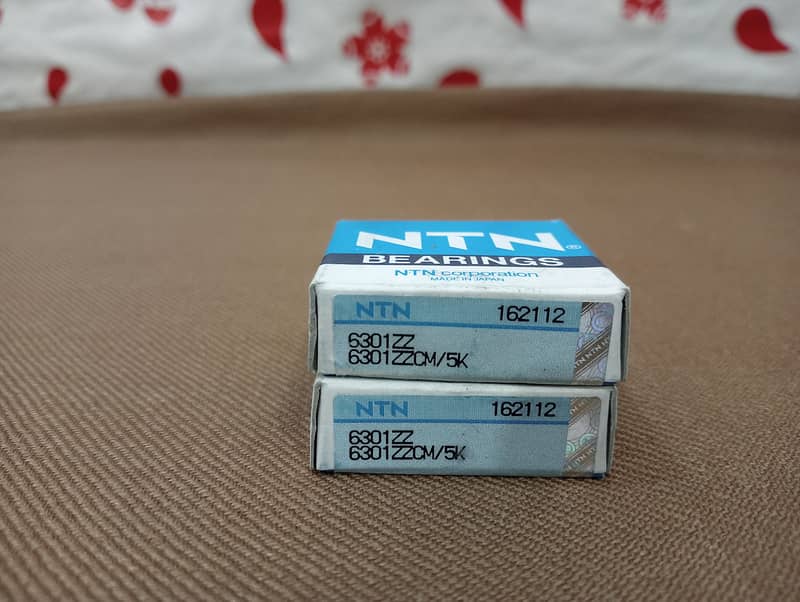 NTN®
BEARINGS
NTN corporation
MADE IN JAPAN
NTN 162112
6301ZZ
6301ZZCM/5K
NTN 162112
6301ZZ
6301ZZCM/5K